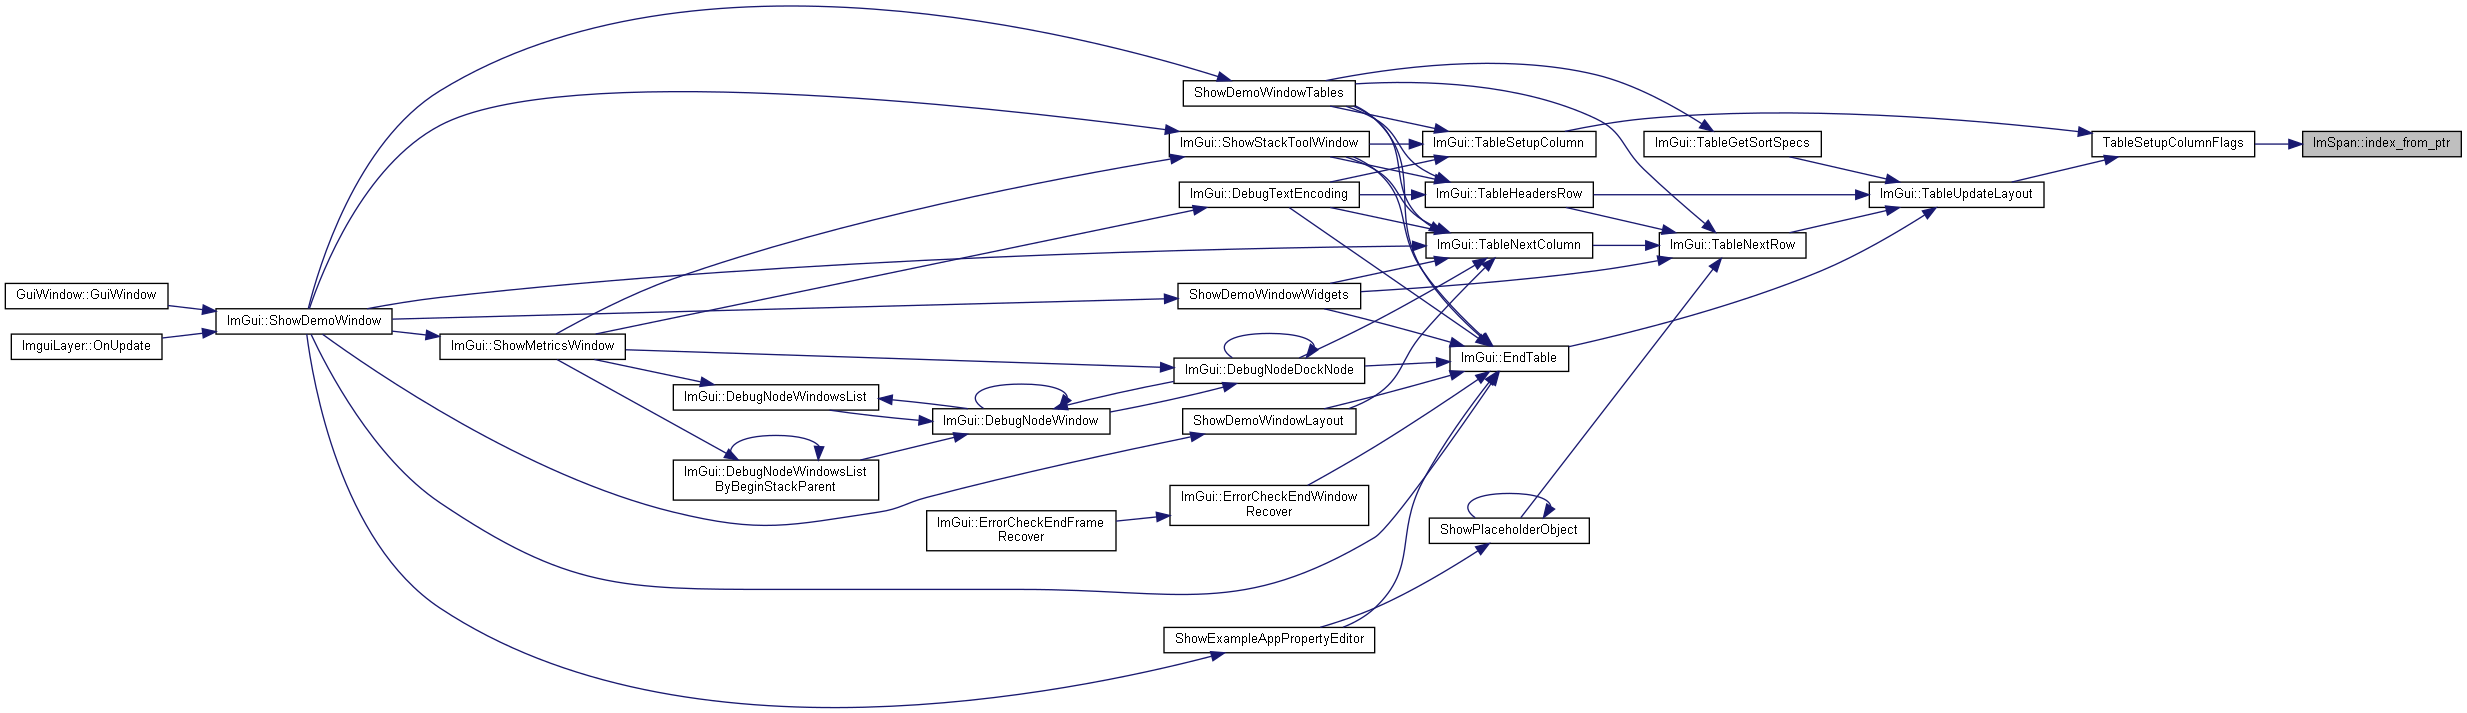 ShowDemoWindowTables
ImGui::ShowStackToolWindow
ImGui::TableSetupColumn
ImGui::TableGetSortSpecs
TableSetupColumnFlags
ImSpan::index_from_ptr
ImGui::DebugTextEncoding
ImGui::TableHeadersRow
ImGui::TableUpdateLayout
ImGui::TableNextColumn
ImGui::TableNextRow
GuiWindow::GuiWindow
ShowDemoWindowWidgets
ImGui::ShowDemoWindow
ImguiLayer::OnUpdate
ImGui::ShowMetricsWindow
ImGui::EndTable
ImGui::DebugNodeDockNode
ImGui::DebugNodeWindowsList
ImGui::DebugNodeWindow
ShowDemoWindowLayout
ImGui::DebugNodeWindowsList
ByBeginStackParent
ImGui::ErrorCheckEndWindow
Recover
ImGui::ErrorCheckEndFrame
Recover
ShowPlaceholderObject
ShowExampleAppPropertyEditor